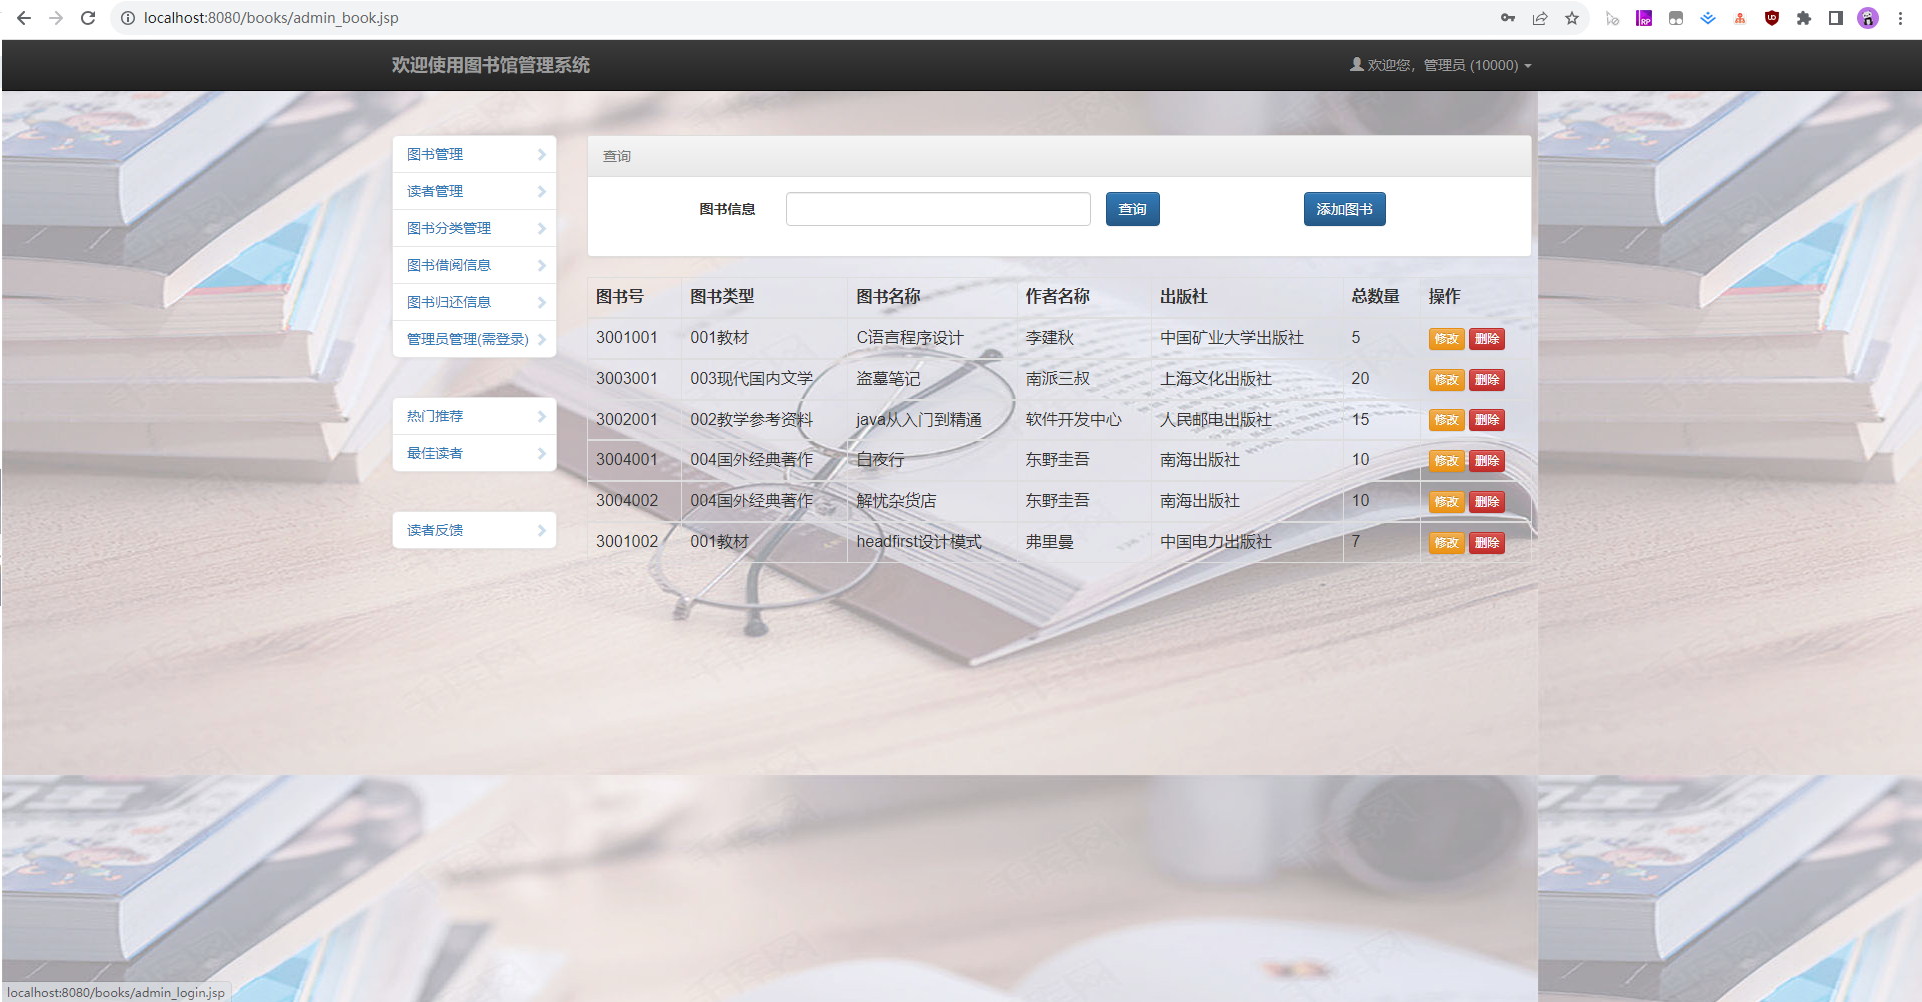 localhost:8080/books/admin_book.jsp
欢迎使用图书馆管理系统
欢迎您，管理员 (10000)
图书管理
读者管理
图书分类管理
图书借阅信息
图书归还信息
管理员管理(需登录)
热门推荐
最佳读者
读者反馈
查询
图书信息 查询 添加图书
图书号 图书类型 图书名称 作者名称 出版社 总数量 操作
3001001 001教材 C语言程序设计 李建秋 中国矿业大学出版社 5 修改 删除
3003001 003现代国内文学 盗墓笔记 南派三叔 上海文化出版社 20 修改 删除
3002001 002教学参考资料 java从入门到精通 软件开发中心 人民邮电出版社 15 修改 删除
3004001 004国外经典著作 白夜行 东野圭吾 南海出版社 10 修改 删除
3004002 004国外经典著作 解忧杂货店 东野圭吾 南海出版社 10 修改 删除
3001002 001教材 headfirst设计模式 弗里曼 中国电力出版社 7 修改 删除
localhost:8080/books/admin_login.jsp